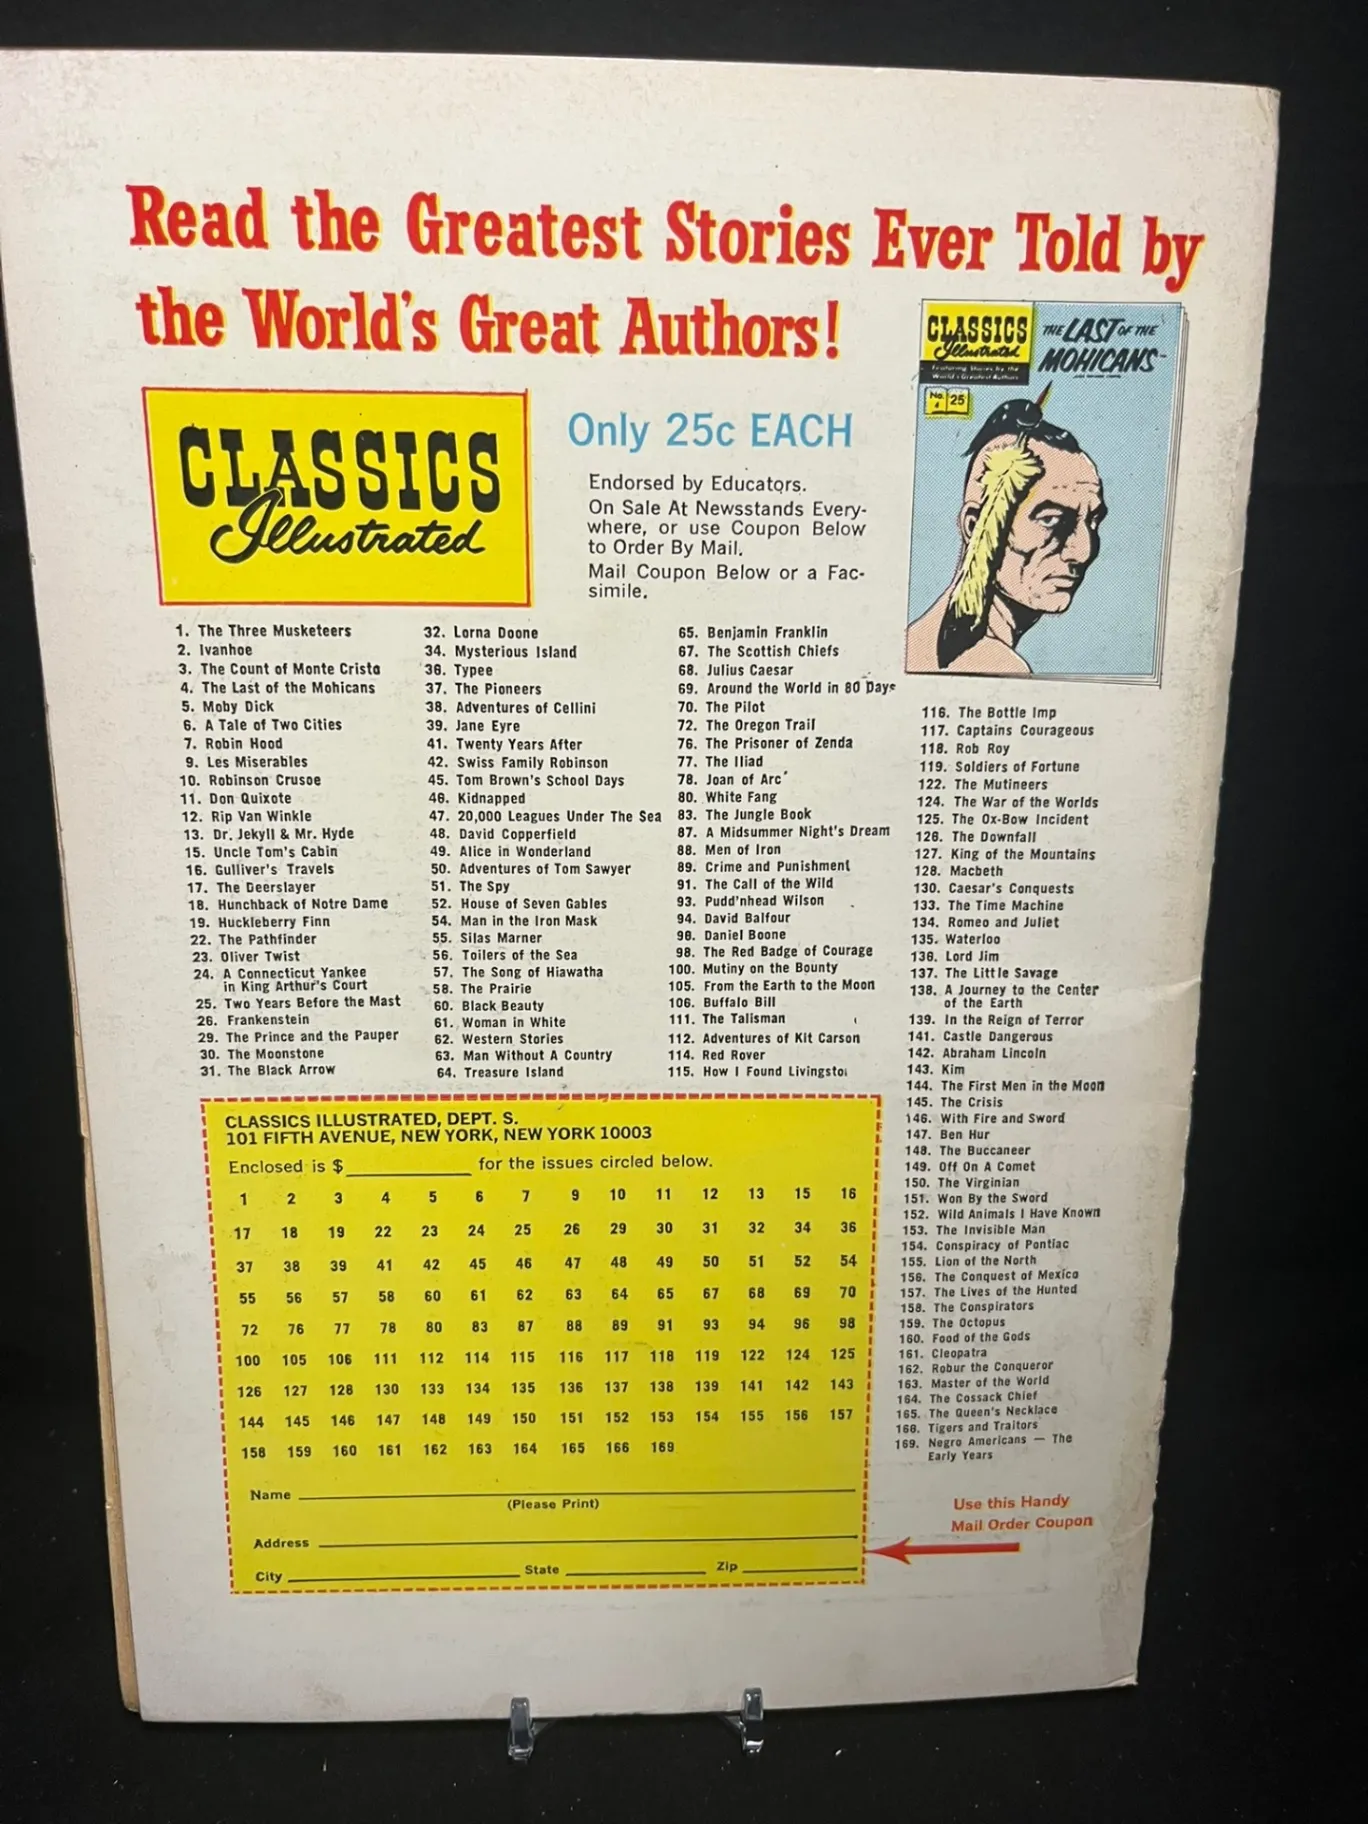 Read the Greatest Stories Ever Told by
the World's Great Authors!
CLASSICS
Illustrated
Only 25c EACH
Endorsed by Educators.
On Sale At Newsstands Every-
where, or use Coupon Below
to Order By Mail.
Mail Coupon Below or a Fac-
simile.
CLASSICS
Illustrated
Featuring Stories by the
World's Greatest Authors
THE LAST OF THE
MOHICANS
No. 4
25
1. The Three Musketeers
2. Ivanhoe
3. The Count of Monte Cristo
4. The Last of the Mohicans
5. Moby Dick
6. A Tale of Two Cities
7. Robin Hood
9. Les Miserables
10. Robinson Crusoe
11. Don Quixote
12. Rip Van Winkle
13. Dr. Jekyll & Mr. Hyde
15. Uncle Tom's Cabin
16. Gulliver's Travels
17. The Deerslayer
18. Hunchback of Notre Dame
19. Huckleberry Finn
22. The Pathfinder
23. Oliver Twist
24. A Connecticut Yankee
in King Arthur's Court
25. Two Years Before the Mast
26. Frankenstein
29. The Prince and the Pauper
30. The Moonstone
31. The Black Arrow
32. Lorna Doone
34. Mysterious Island
36. Typee
37. The Pioneers
38. Adventures of Cellini
39. Jane Eyre
41. Twenty Years After
42. Swiss Family Robinson
45. Tom Brown's School Days
46. Kidnapped
47. 20,000 Leagues Under The Sea
48. David Copperfield
49. Alice in Wonderland
50. Adventures of Tom Sawyer
51. The Spy
52. House of Seven Gables
54. Man in the Iron Mask
55. Silas Marner
56. Toilers of the Sea
57. The Song of Hiawatha
58. The Prairie
60. Black Beauty
61. Woman in White
62. Western Stories
63. Man Without A Country
64. Treasure Island
65. Benjamin Franklin
67. The Scottish Chiefs
68. Julius Caesar
69. Around the World in 80 Days
70. The Pilot
72. The Oregon Trail
76. The Prisoner of Zenda
77. The Iliad
78. Joan of Arc
80. White Fang
83. The Jungle Book
87. A Midsummer Night's Dream
88. Men of Iron
89. Crime and Punishment
91. The Call of the Wild
93. Pudd'nhead Wilson
94. David Balfour
96. Daniel Boone
98. The Red Badge of Courage
100. Mutiny on the Bounty
105. From the Earth to the Moon
106. Buffalo Bill
111. The Talisman
112. Adventures of Kit Carson
114. Red Rover
115. How I Found Livingston
116. The Bottle Imp
117. Captains Courageous
118. Rob Roy
119. Soldiers of Fortune
122. The Mutineers
124. The War of the Worlds
125. The Ox-Bow Incident
126. The Downfall
127. King of the Mountains
128. Macbeth
130. Caesar's Conquests
133. The Time Machine
134. Romeo and Juliet
135. Waterloo
136. Lord Jim
137. The Little Savage
138. A Journey to the Center
of the Earth
139. In the Reign of Terror
141. Castle Dangerous
142. Abraham Lincoln
143. Kim
144. The First Men in the Moon
145. The Crisis
146. With Fire and Sword
147. Ben Hur
148. The Buccaneer
149. Off On A Comet
150. The Virginian
151. Won By the Sword
152. Wild Animals I Have Known
153. The Invisible Man
154. Conspiracy of Pontiac
155. Lion of the North
156. The Conquest of Mexico
157. The Lives of the Hunted
158. The Conspirators
159. The Octopus
160. Food of the Gods
161. Cleopatra
162. Robur the Conqueror
163. Master of the World
164. The Cossack Chief
165. The Queen's Necklace
166. Tigers and Traitors
169. Negro Americans — The
Early Years
CLASSICS ILLUSTRATED, DEPT. S.
101 FIFTH AVENUE, NEW YORK, NEW YORK 10003
Enclosed is $ for the issues circled below.
1 2 3 4 5 6 7 9 10 11 12 13 15 16
17 18 19 22 23 24 25 26 29 30 31 32 34 36
37 38 39 41 42 45 46 47 48 49 50 51 52 54
55 56 57 58 60 61 62 63 64 65 67 68 69 70
72 76 77 78 80 83 87 88 89 91 93 94 96 98
100 105 106 111 112 114 115 116 117 118 119 122 124 125
126 127 128 130 133 134 135 136 137 138 139 141 142 143
144 145 146 147 148 149 150 151 152 153 154 155 156 157
158 159 160 161 162 163 164 165 166 169
Name
(Please Print)
Address
City State Zip
Use this Handy
Mail Order Coupon